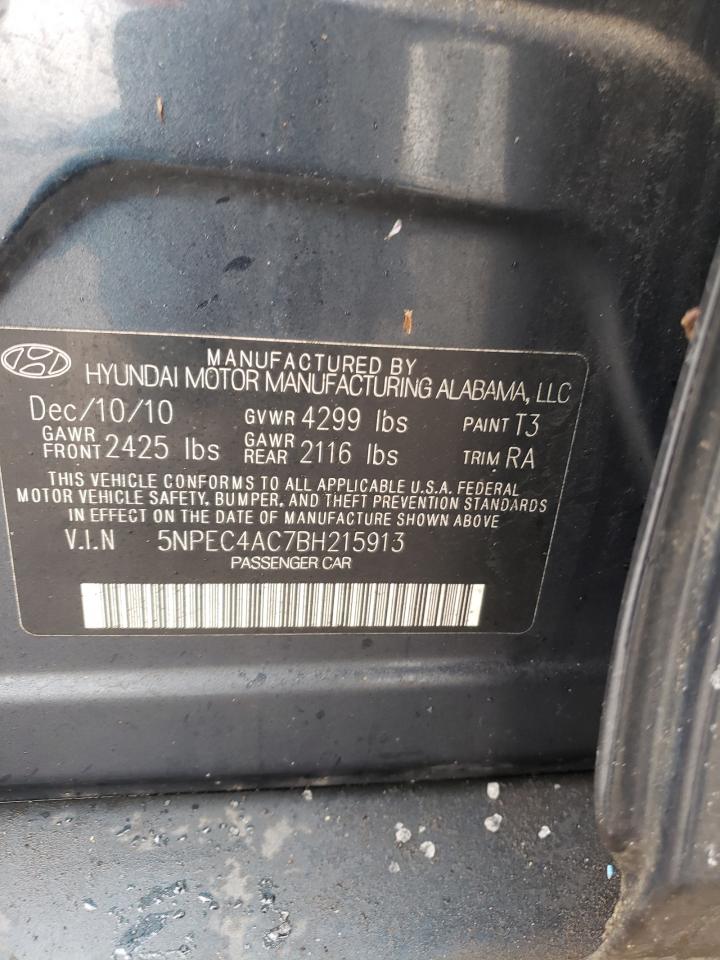 MANUFACTURED BY
HYUNDAI MOTOR MANUFACTURING ALABAMA, LLC
Dec/10/10 GVWR 4299 lbs PAINT T3
GAWR FRONT 2425 lbs GAWR REAR 2116 lbs TRIM RA
THIS VEHICLE CONFORMS TO ALL APPLICABLE U.S.A. FEDERAL
MOTOR VEHICLE SAFETY, BUMPER, AND THEFT PREVENTION STANDARDS
IN EFFECT ON THE DATE OF MANUFACTURE SHOWN ABOVE
V.I.N 5NPEC4AC7BH215913
PASSENGER CAR